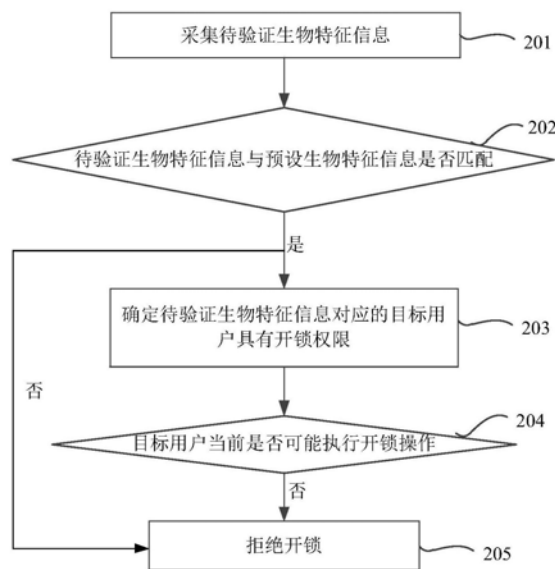 采集待验证生物特征信息
201
202
待验证生物特征信息与预设生物特征信息是否匹配
是
确定待验证生物特征信息对应的目标用
户具有开锁权限
203
否
204
目标用户当前是否可能执行开锁操作
否
拒绝开锁
205